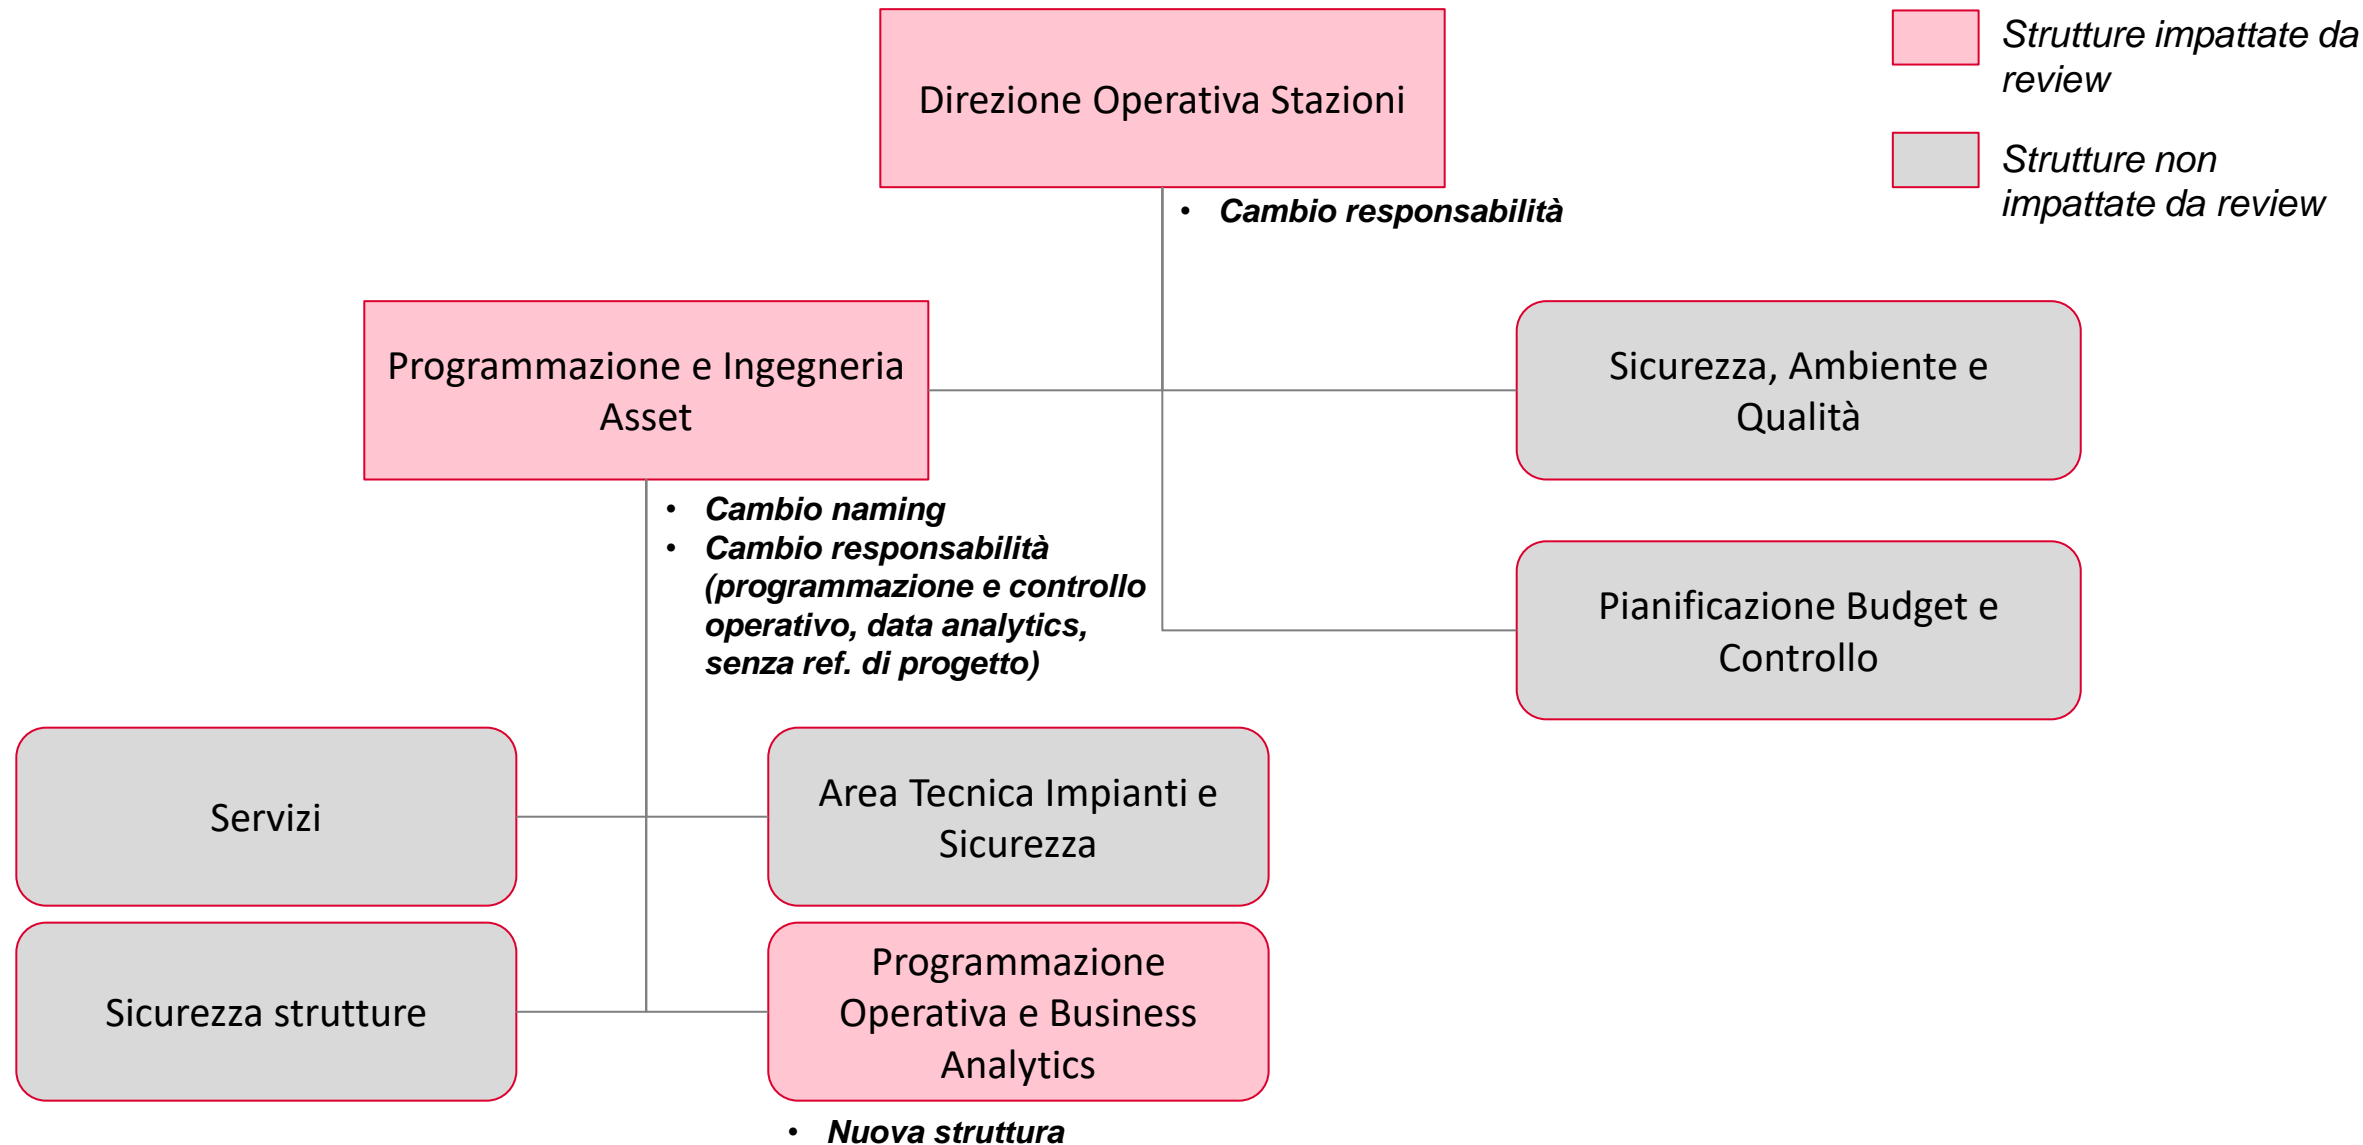 Direzione Operativa Stazioni
Strutture impattate da
review
Strutture non
impattate da review
• Cambio responsabilità
Programmazione e Ingegneria
Asset
Sicurezza, Ambiente e
Qualità
• Cambio naming
• Cambio responsabilità
(programmazione e controllo
operativo, data analytics,
senza ref. di progetto)
Pianificazione Budget e
Controllo
Servizi
Area Tecnica Impianti e
Sicurezza
Sicurezza strutture
Programmazione
Operativa e Business
Analytics
• Nuova struttura